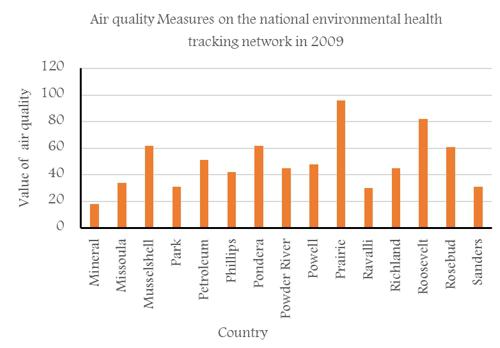 Air quality Measures on the national environmental health
tracking network in 2009
Value of air quality
120
100
80
60
40
20
0
Mineral
Missoula
Musselshell
Park
Petroleum
Phillips
Pondera
Powder River
Powell
Prairic
Ravalli
Richland
Roosevelt
Rosebud
Sanders
Country